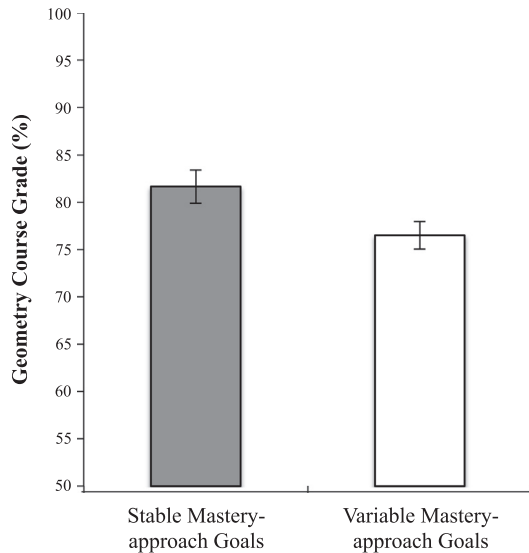 Geometry Course Grade (%)
100
95
90
85
80
75
70
65
60
55
50
Stable Mastery-
approach Goals
Variable Mastery-
approach Goals